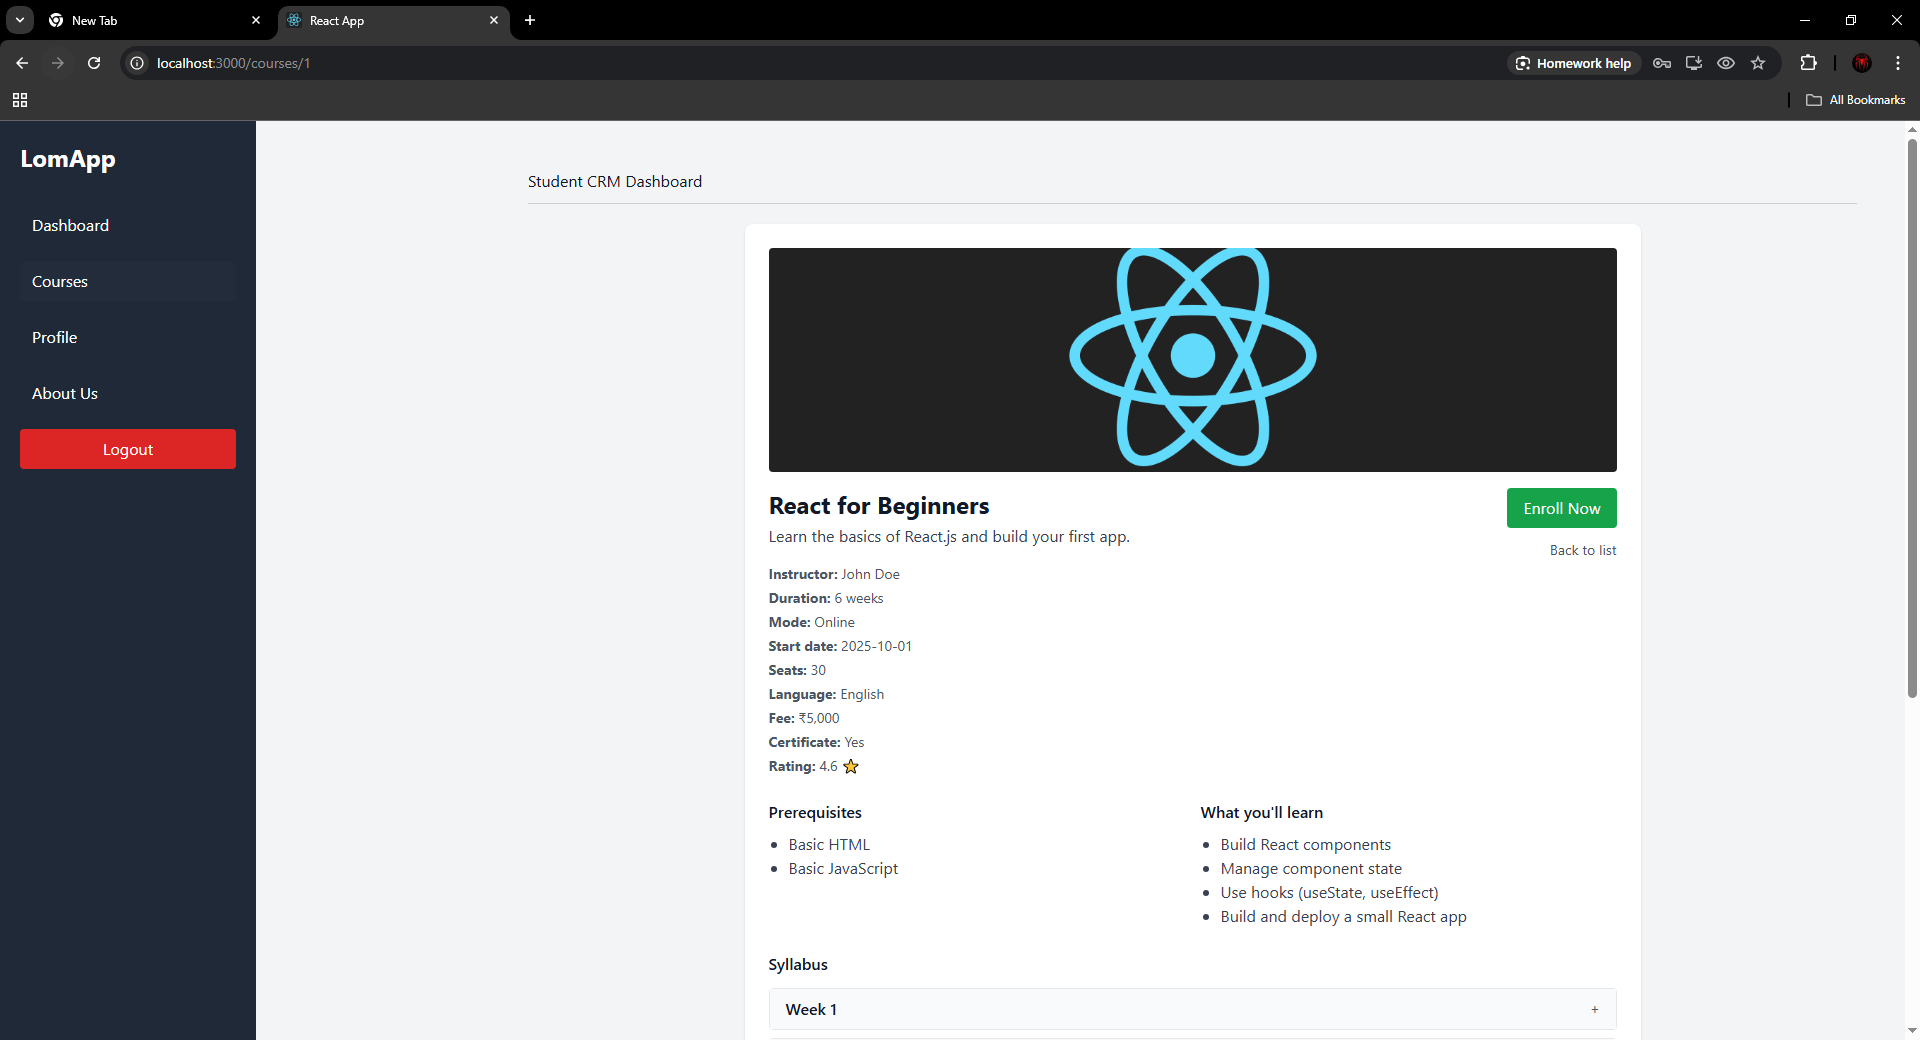 New Tab
React App
localhost:3000/courses/1
Homework help
All Bookmarks
LomApp
Dashboard
Courses
Profile
About Us
Logout
Student CRM Dashboard
React for Beginners
Enroll Now
Learn the basics of React.js and build your first app.
Back to list
Instructor: John Doe
Duration: 6 weeks
Mode: Online
Start date: 2025-10-01
Seats: 30
Language: English
Fee: ₹5,000
Certificate: Yes
Rating: 4.6 ⭐
Prerequisites
• Basic HTML
• Basic JavaScript
What you'll learn
• Build React components
• Manage component state
• Use hooks (useState, useEffect)
• Build and deploy a small React app
Syllabus
Week 1 +